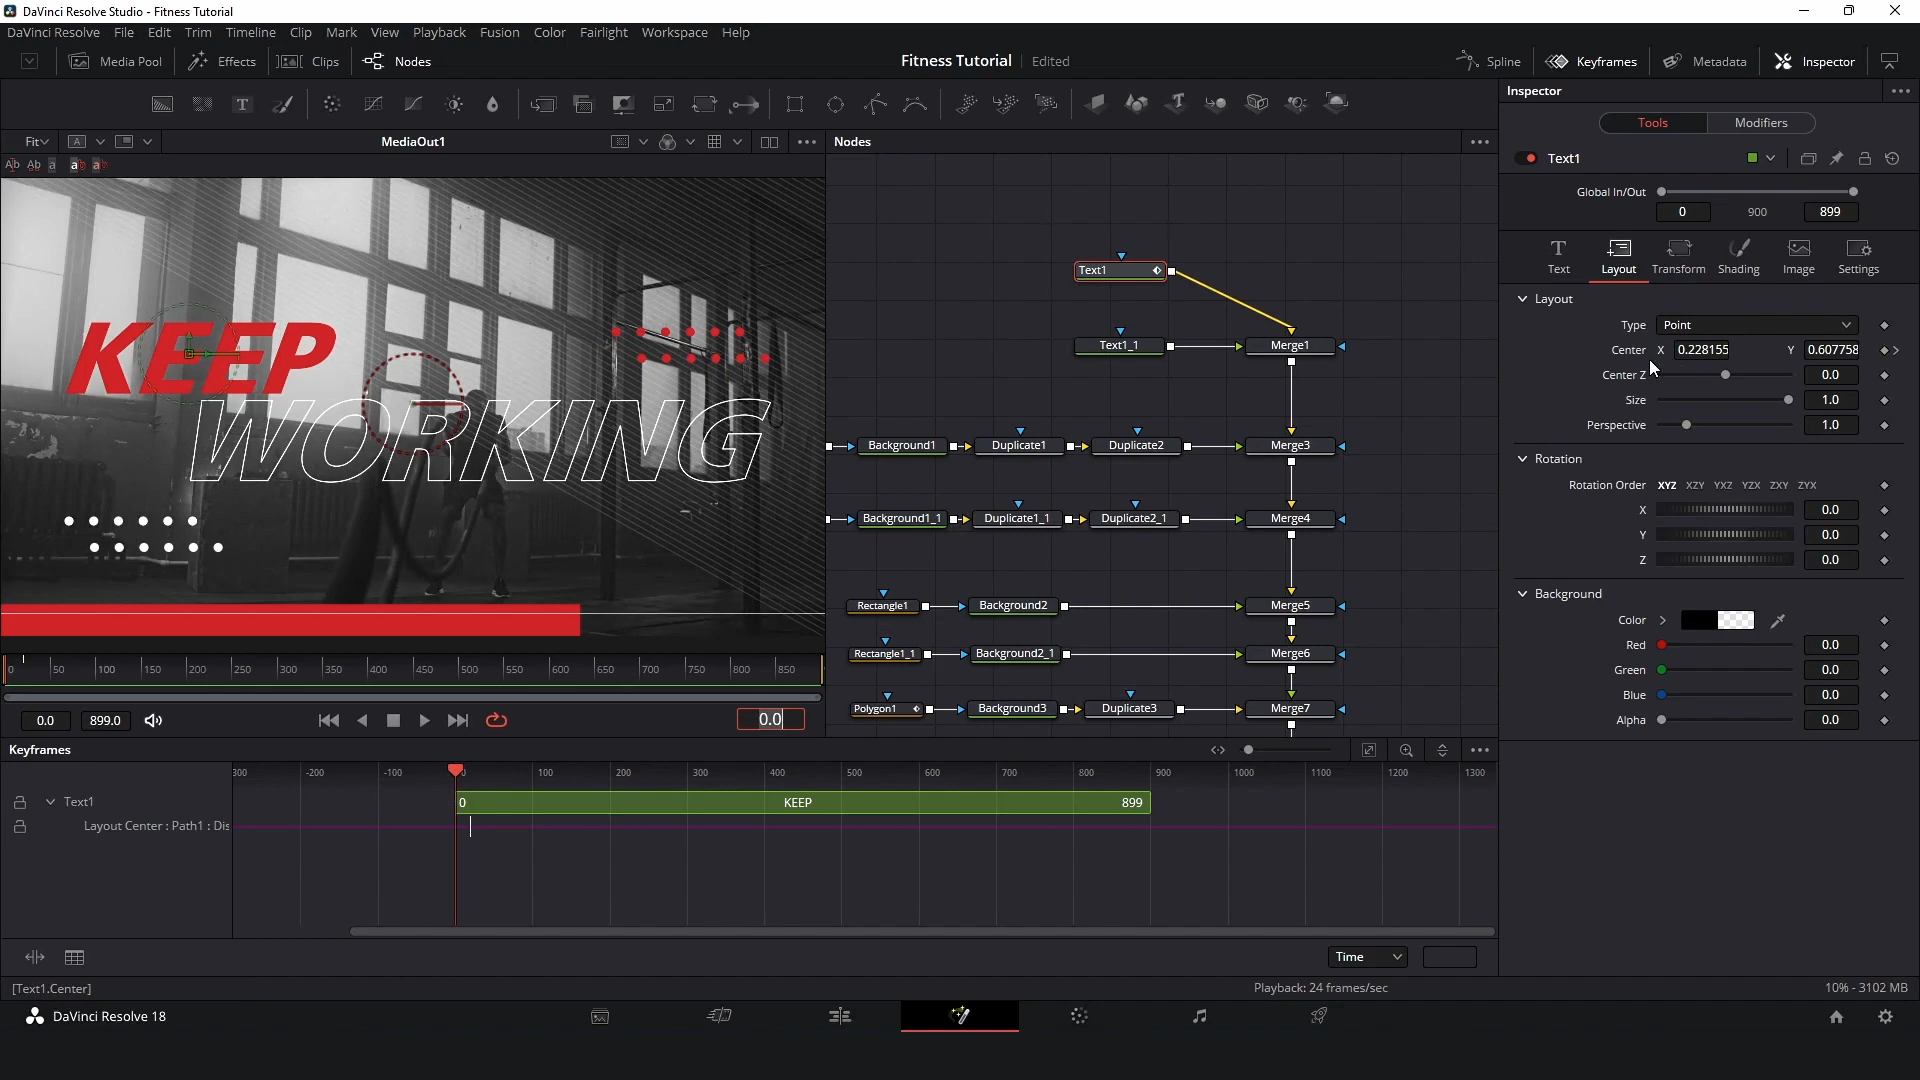 DaVinci Resolve Studio - Fitness Tutorial
DaVinci Resolve File Edit Trim Timeline Clip Mark View Playback Fusion Color Fairlight Workspace Help
Media Pool Effects Clips Nodes Fitness Tutorial Edited Spline Keyframes Metadata Inspector
Inspector
Fit MediaOut1 Nodes
Tools Modifiers
Text1
Global In/Out
0 900 899
Text Layout Transform Shading Image Settings
Layout
Type Point
Center X 0.228155 Y 0.607758
Center Z 0.0
Size 1.0
Perspective 1.0
Rotation
Rotation Order XYZ XZY YXZ YZX ZXY ZYX
X 0.0
Y 0.0
Z 0.0
Background
Color
Red 0.0
Green 0.0
Blue 0.0
Alpha 0.0
KEEP
WORKING
Text1
Text1_1 Merge1
Background1 Duplicate1 Duplicate2 Merge3
Background1_1 Duplicate1_1 Duplicate2_1 Merge4
Rectangle1 Background2 Merge5
Rectangle1_1 Background2_1 Merge6
Polygon1 Background3 Duplicate3 Merge7
0 50 100 150 200 250 300 350 400 450 500 550 600 650 700 750 800 850
0.0 899.0 0.0
Keyframes
300 -200 -100 0 100 200 300 400 500 600 700 800 900 1000 1100 1200 1300
Text1 0 KEEP 899
Layout Center : Path1 : Dis
Time
[Text1.Center] Playback: 24 frames/sec 10% - 3102 MB
DaVinci Resolve 18